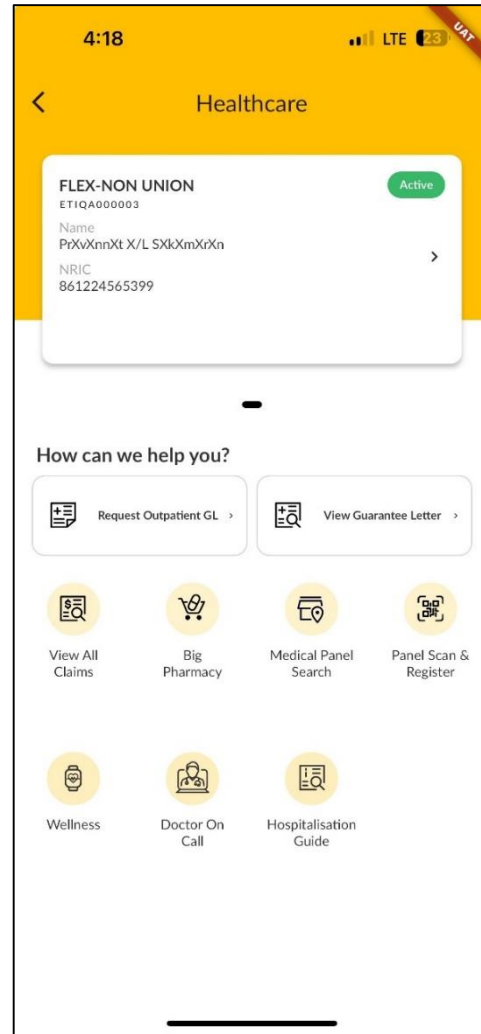 4:18
LTE 23
UAT
Healthcare
FLEX-NON UNION
Active
ETIQA000003
Name
PrXvXnnXt X/L SXkXmXrXn
NRIC
861224565399
How can we help you?
Request Outpatient GL
View Guarantee Letter
View All
Claims
Big
Pharmacy
Medical Panel
Search
Panel Scan &
Register
Wellness
Doctor On
Call
Hospitalisation
Guide